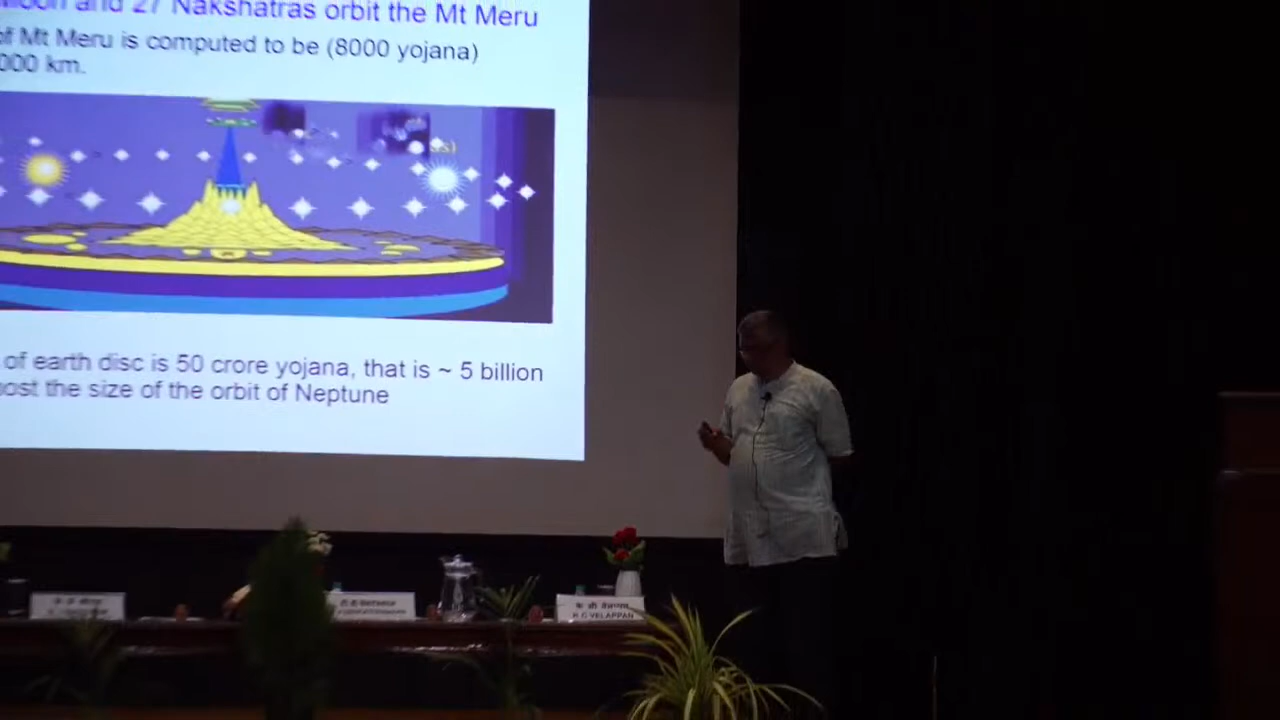 Moon and 27 Nakshatras orbit the Mt Meru
of Mt Meru is computed to be (8000 yojana)
000 km.
of earth disc is 50 crore yojana, that is ~ 5 billion
ost the size of the orbit of Neptune
K C VELAPPAN